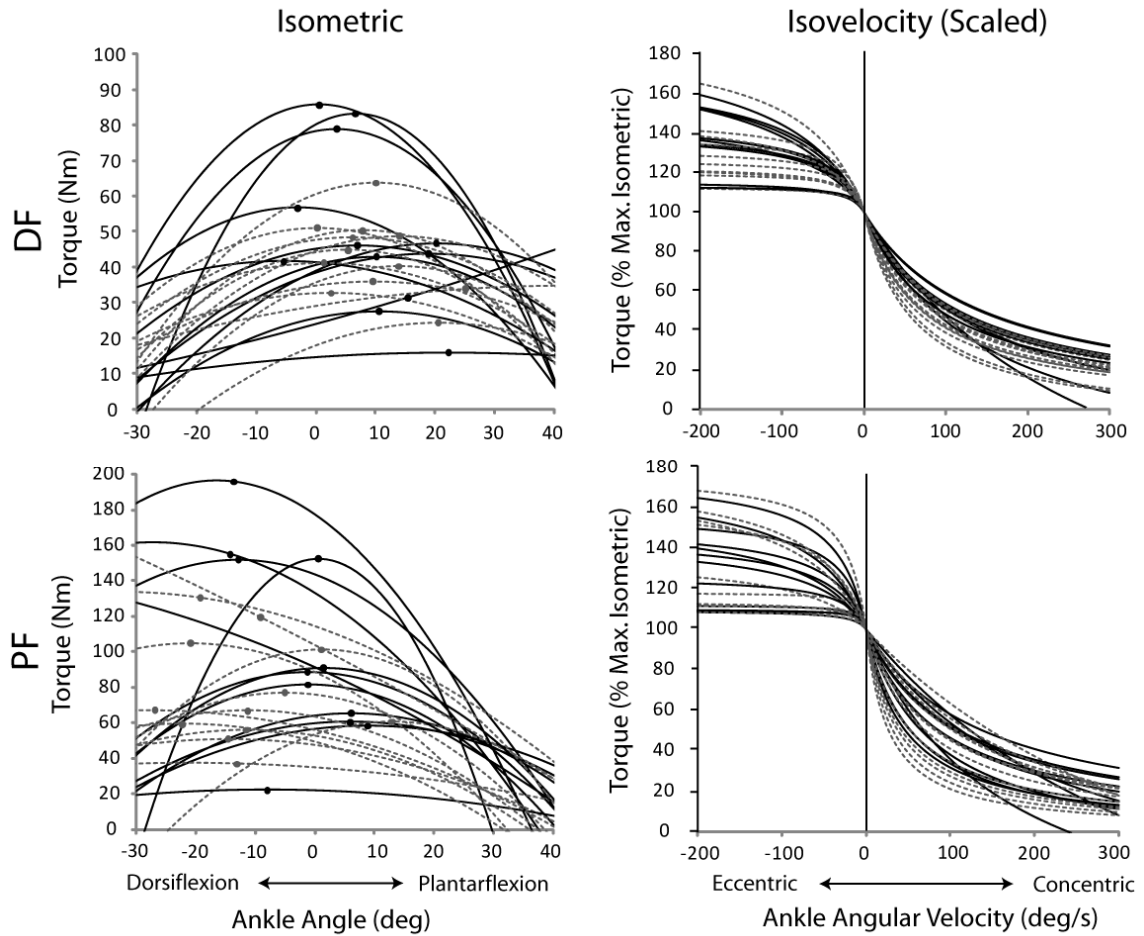 Isometric
Isovelocity (Scaled)
DF
Torque (Nm)
100
90
80
70
60
50
40
30
20
10
0
-30 -20 -10 0 10 20 30 40
Torque (% Max. Isometric)
180
160
140
120
100
80
60
40
20
0
-200 -100 0 100 200 300
PF
Torque (Nm)
200
180
160
140
120
100
80
60
40
20
0
-30 -20 -10 0 10 20 30 40
Dorsiflexion Plantarflexion
Ankle Angle (deg)
Torque (% Max. Isometric)
180
160
140
120
100
80
60
40
20
0
-200 -100 0 100 200 300
Eccentric Concentric
Ankle Angular Velocity (deg/s)